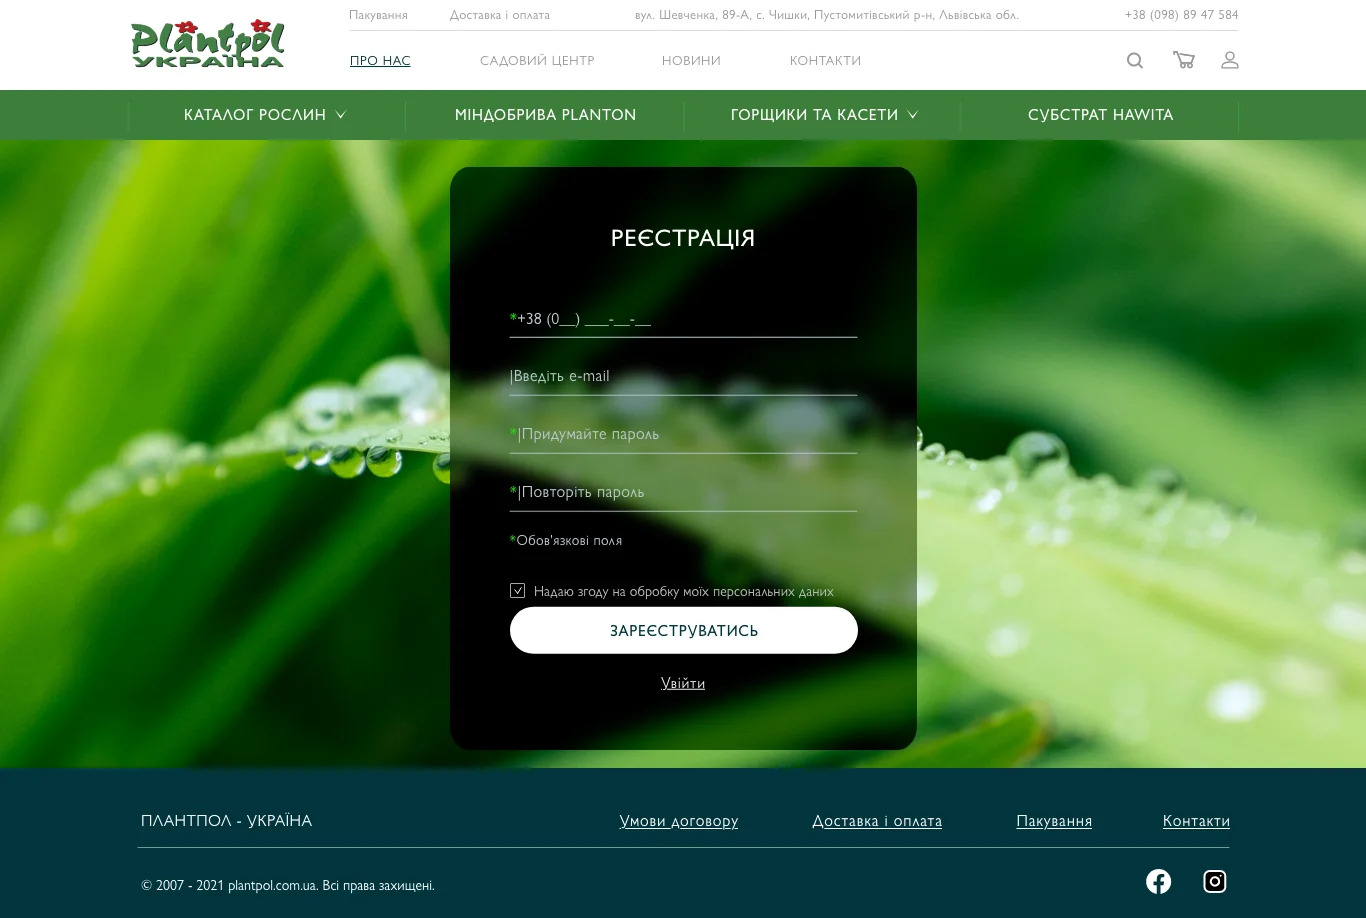 Plantpol
УКРАЇНА
Пакування Доставка і оплата вул. Шевченка, 89-А, с. Чишки, Пустомитівський р-н, Львівська обл. +38 (098) 89 47 584
ПРО НАС САДОВИЙ ЦЕНТР НОВИНИ КОНТАКТИ
КАТАЛОГ РОСЛИН МІНДОБРИВА PLANTON ГОРЩИКИ ТА КАСЕТИ СУБСТРАТ HAWITA
РЕЄСТРАЦІЯ
*+38 (0__) ___-__-__
|Введіть e-mail
*|Придумайте пароль
*|Повторіть пароль
*Обов'язкові поля
Надаю згоду на обробку моїх персональних даних
ЗАРЕЄСТРУВАТИСЬ
Увійти
ПЛАНТПОЛ - УКРАЇНА Умови договору Доставка і оплата Пакування Контакти
© 2007 - 2021 plantpol.com.ua. Всі права захищені.